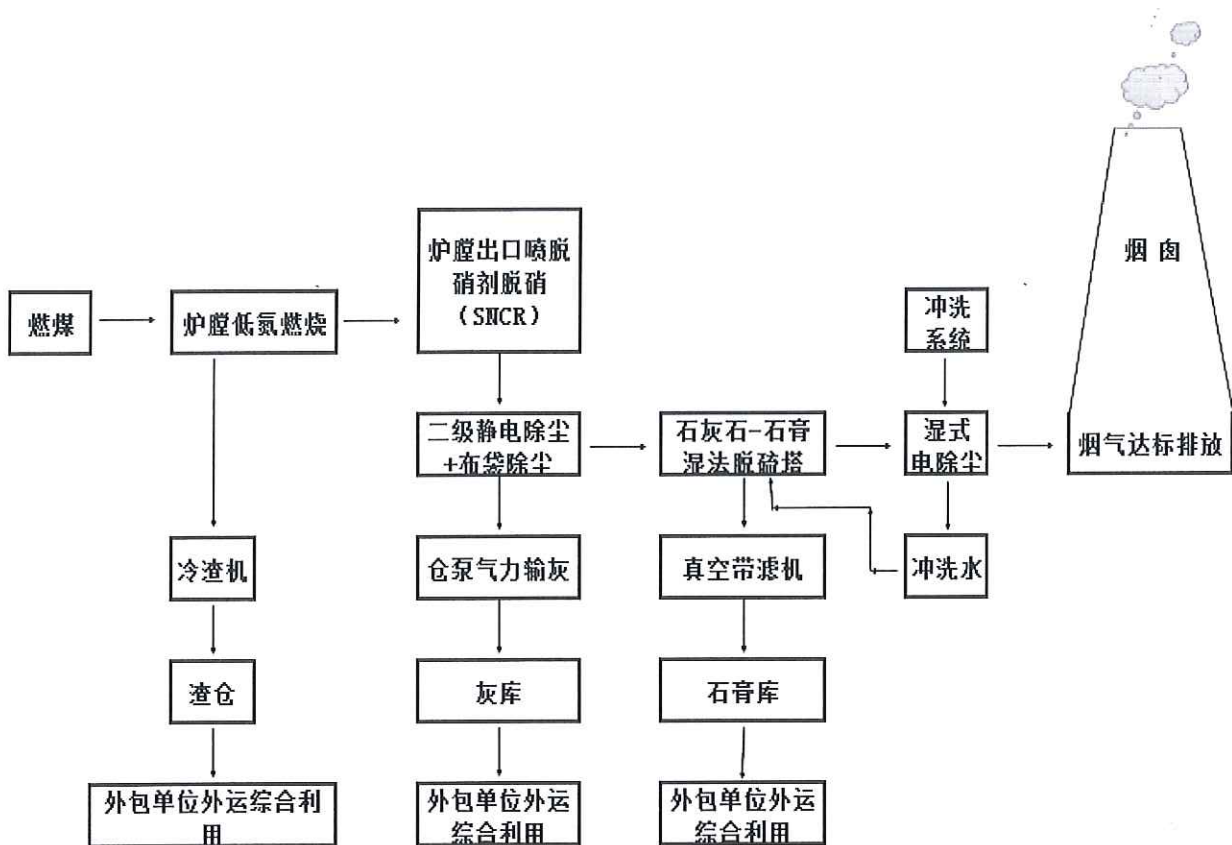 炉膛出口喷脱
硝剂脱硝
(SNCR)
烟 囱
燃煤
炉膛低氮燃烧
冲洗
系统
二级静电除尘
+布袋除尘
石灰石-石膏
湿法脱硫塔
湿式
电除尘
烟气达标排放
冷渣机
仓泵气力输灰
真空带滤机
冲洗水
渣仓
灰库
石膏库
外包单位外运综合利
用
外包单位外运
综合利用
外包单位外运
综合利用